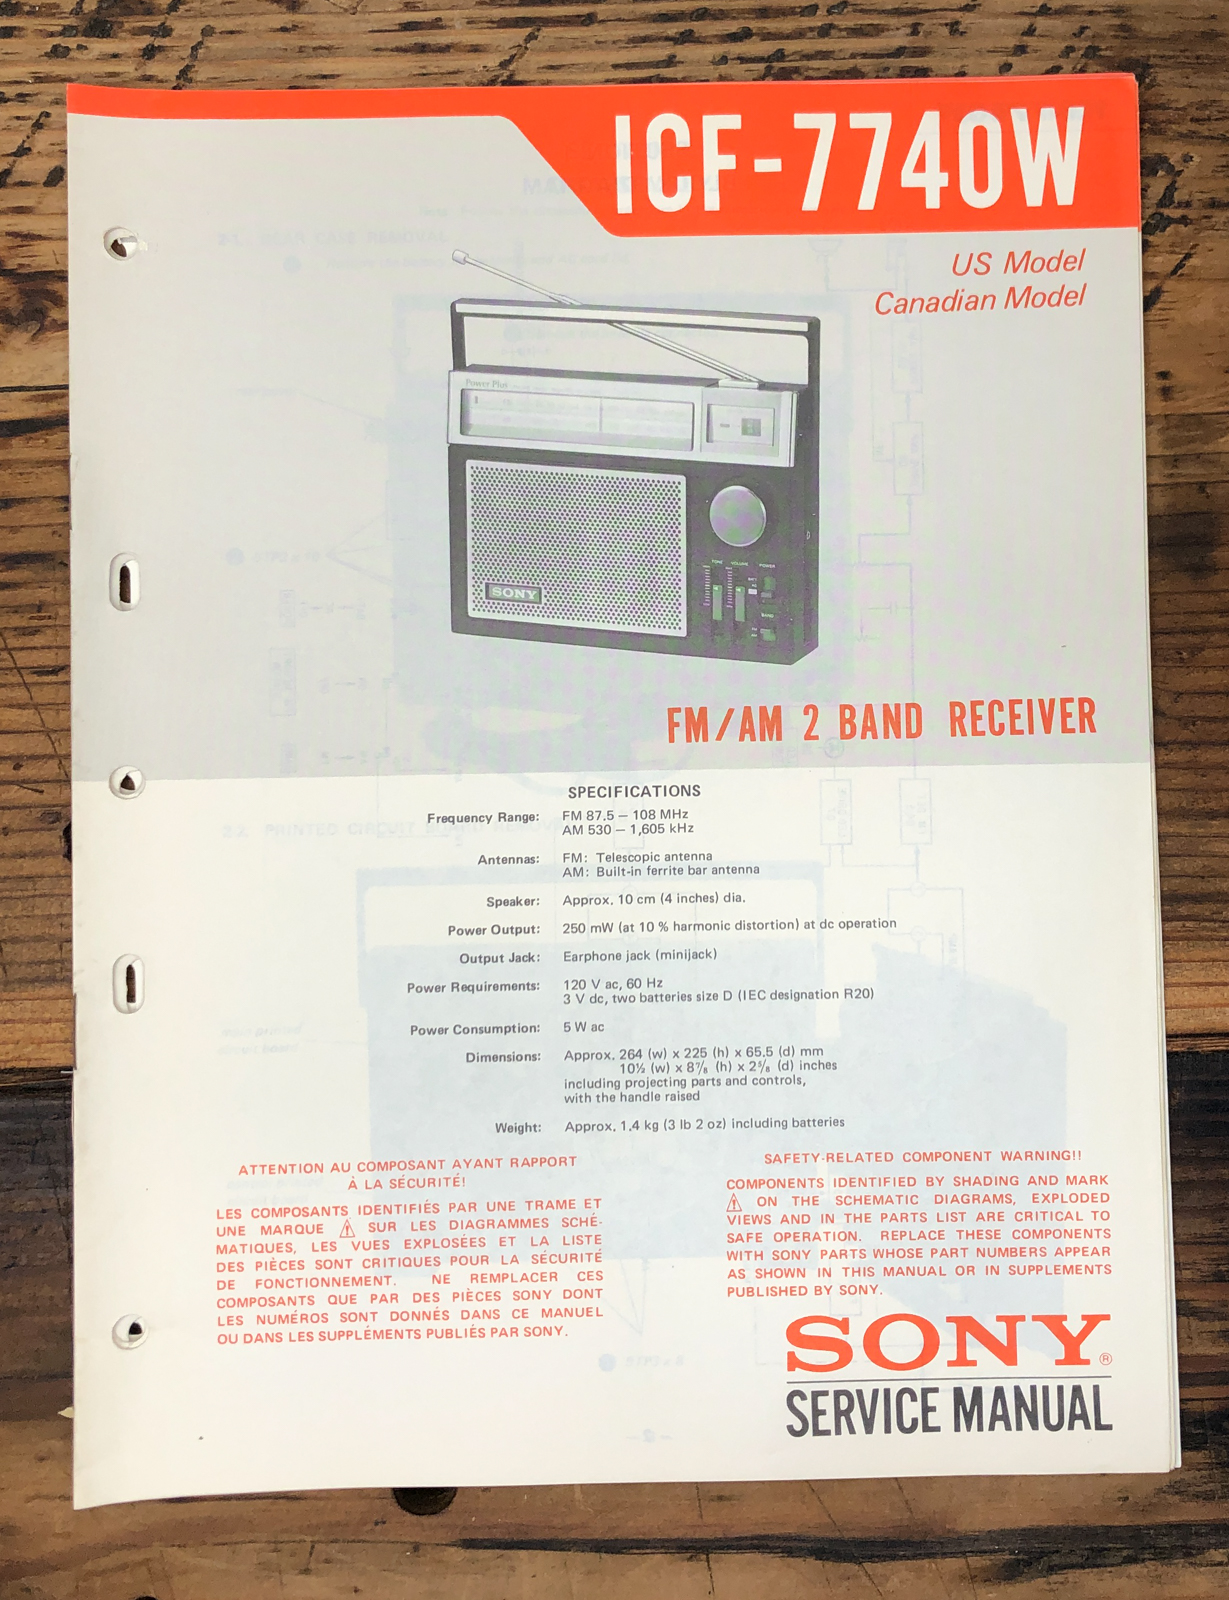 ICF-7740W
US Model
Canadian Model
Power Plus
TONE VOLUME POWER
BAND
SONY
FM/AM 2 BAND RECEIVER
SPECIFICATIONS
Frequency Range: FM 87.5 – 108 MHz
AM 530 – 1,605 kHz
Antennas: FM: Telescopic antenna
AM: Built-in ferrite bar antenna
Speaker: Approx. 10 cm (4 inches) dia.
Power Output: 250 mW (at 10 % harmonic distortion) at dc operation
Output Jack: Earphone jack (minijack)
Power Requirements: 120 V ac, 60 Hz
3 V dc, two batteries size D (IEC designation R20)
Power Consumption: 5 W ac
Dimensions: Approx. 264 (w) x 225 (h) x 65.5 (d) mm
10½ (w) x 8⅞ (h) x 2⅝ (d) inches
including projecting parts and controls,
with the handle raised
Weight: Approx. 1.4 kg (3 lb 2 oz) including batteries
ATTENTION AU COMPOSANT AYANT RAPPORT
À LA SÉCURITÉ!
LES COMPOSANTS IDENTIFIÉS PAR UNE TRAME ET
UNE MARQUE ⚠ SUR LES DIAGRAMMES SCHÉ-
MATIQUES, LES VUES EXPLOSÉES ET LA LISTE
DES PIÈCES SONT CRITIQUES POUR LA SÉCURITÉ
DE FONCTIONNEMENT. NE REMPLACER CES
COMPOSANTS QUE PAR DES PIÈCES SONY DONT
LES NUMÉROS SONT DONNÉS DANS CE MANUEL
OU DANS LES SUPPLÉMENTS PUBLIÉS PAR SONY.
SAFETY-RELATED COMPONENT WARNING!!
COMPONENTS IDENTIFIED BY SHADING AND MARK
⚠ ON THE SCHEMATIC DIAGRAMS, EXPLODED
VIEWS AND IN THE PARTS LIST ARE CRITICAL TO
SAFE OPERATION. REPLACE THESE COMPONENTS
WITH SONY PARTS WHOSE PART NUMBERS APPEAR
AS SHOWN IN THIS MANUAL OR IN SUPPLEMENTS
PUBLISHED BY SONY.
SONY®
SERVICE MANUAL